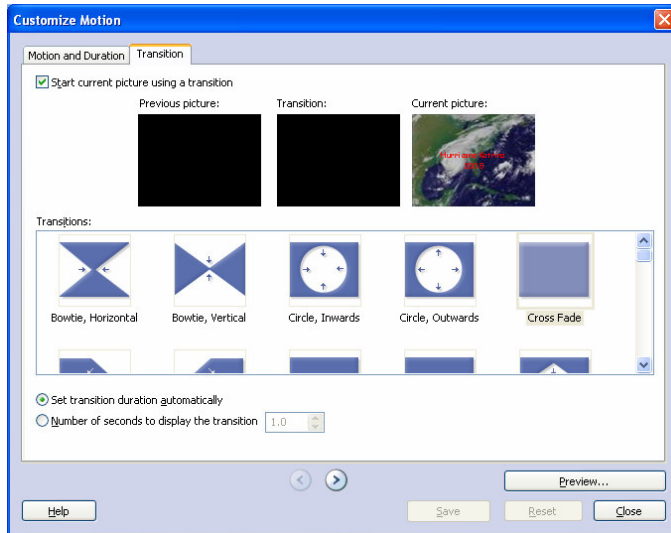 Customize Motion
Motion and Duration Transition
Start current picture using a transition
Previous picture: Transition: Current picture:
Hurricane
Transitions:
Bowtie, Horizontal Bowtie, Vertical Circle, Inwards Circle, Outwards Cross Fade
Set transition duration automatically
Number of seconds to display the transition 1.0
Preview...
Help Save Reset Close